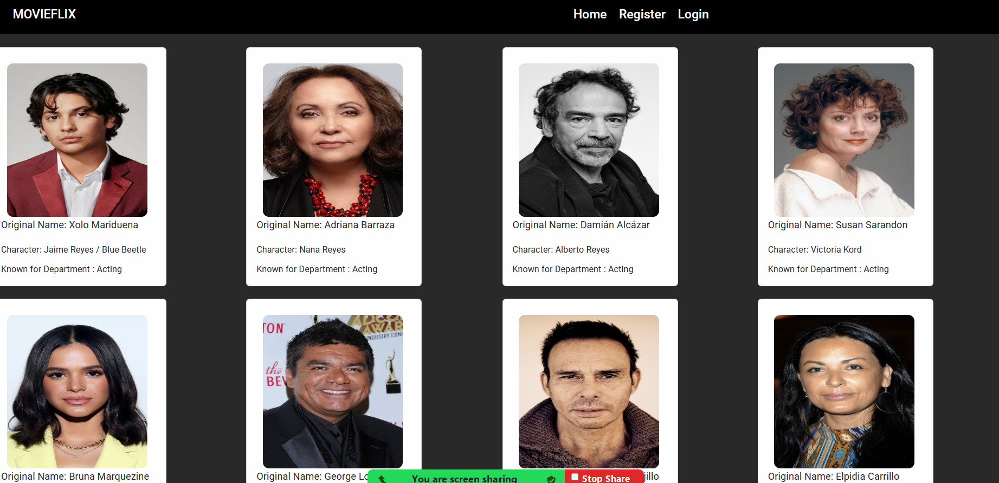 MOVIEFLIX
Home Register Login
Original Name: Xolo Mariduena
Character: Jaime Reyes / Blue Beetle
Known for Department : Acting
Original Name: Adriana Barraza
Character: Nana Reyes
Known for Department : Acting
Original Name: Damián Alcázar
Character: Alberto Reyes
Known for Department : Acting
Original Name: Susan Sarandon
Character: Victoria Kord
Known for Department : Acting
TON
the
BEV
ADCO
AWAR
INDUSTRY CON
Original Name: Bruna Marquezine
Original Name: George Lo
jillo
Original Name: Elpidia Carrillo
You are screen sharing
Stop Share